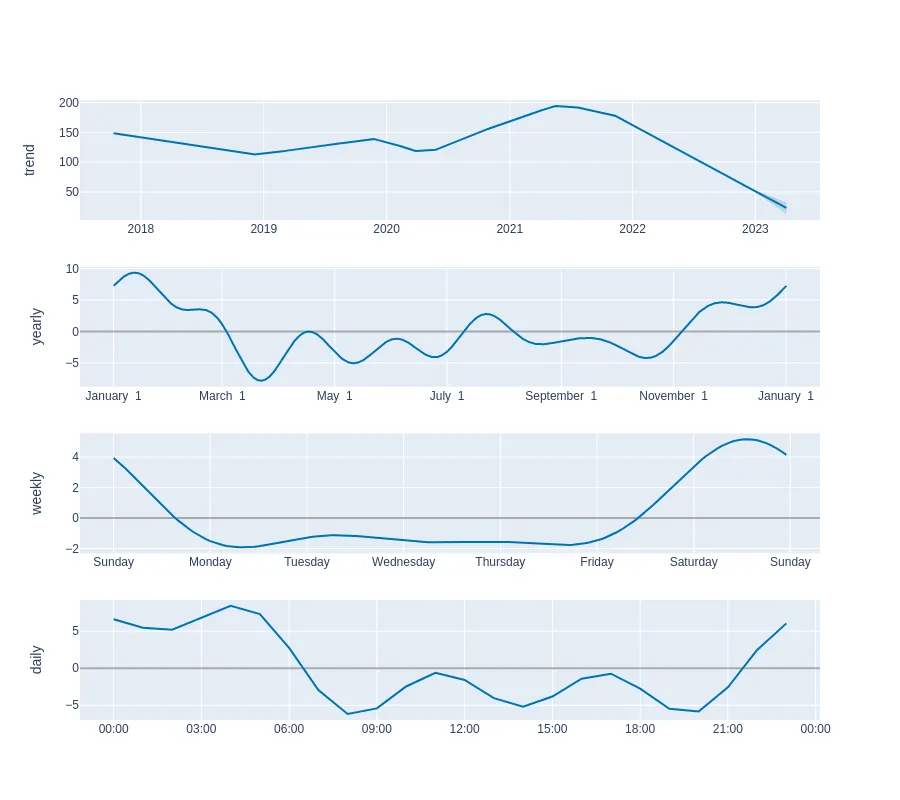 trend
200
150
100
50
2018 2019 2020 2021 2022 2023
yearly
10
5
0
−5
January 1 March 1 May 1 July 1 September 1 November 1 January 1
weekly
4
2
0
−2
Sunday Monday Tuesday Wednesday Thursday Friday Saturday Sunday
daily
5
0
−5
00:00 03:00 06:00 09:00 12:00 15:00 18:00 21:00 00:00